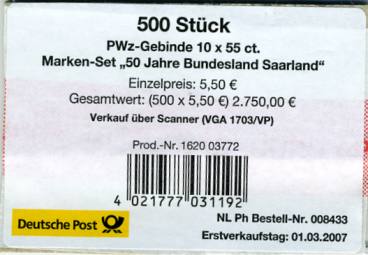 500 Stück
PWz-Gebinde 10 x 55 ct.
Marken-Set „50 Jahre Bundesland Saarland“
Einzelpreis: 5,50 €
Gesamtwert: (500 x 5,50 €) 2.750,00 €
Verkauf über Scanner (VGA 1703/VP)
Prod.-Nr. 1620 03772
4 021777 031192
Deutsche Post
NL Ph Bestell-Nr. 008433
Erstverkaufstag: 01.03.2007